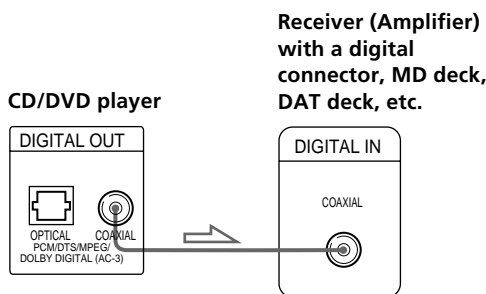 Receiver (Amplifier)
with a digital
connector, MD deck,
DAT deck, etc.
CD/DVD player
DIGITAL OUT
OPTICAL COAXIAL
PCM/DTS/MPEG/
DOLBY DIGITAL (AC-3)
DIGITAL IN
COAXIAL